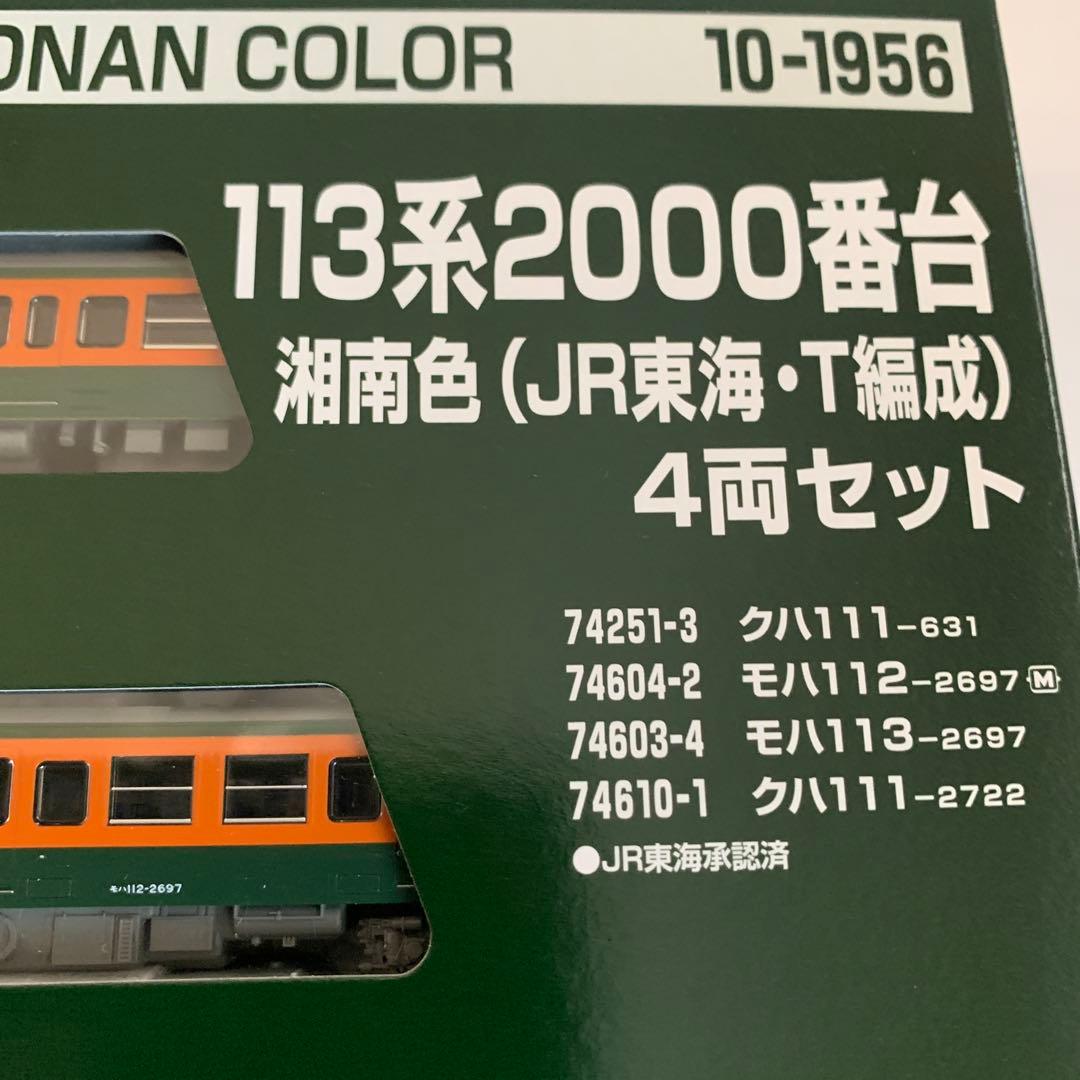 ONAN COLOR 10-1956
113系2000番台
湘南色(JR東海・T編成)
4両セット
74251-3 クハ111-631
74604-2 モハ112-2697 M
74603-4 モハ113-2697
74610-1 クハ111-2722
●JR東海承認済
モハ112-2697